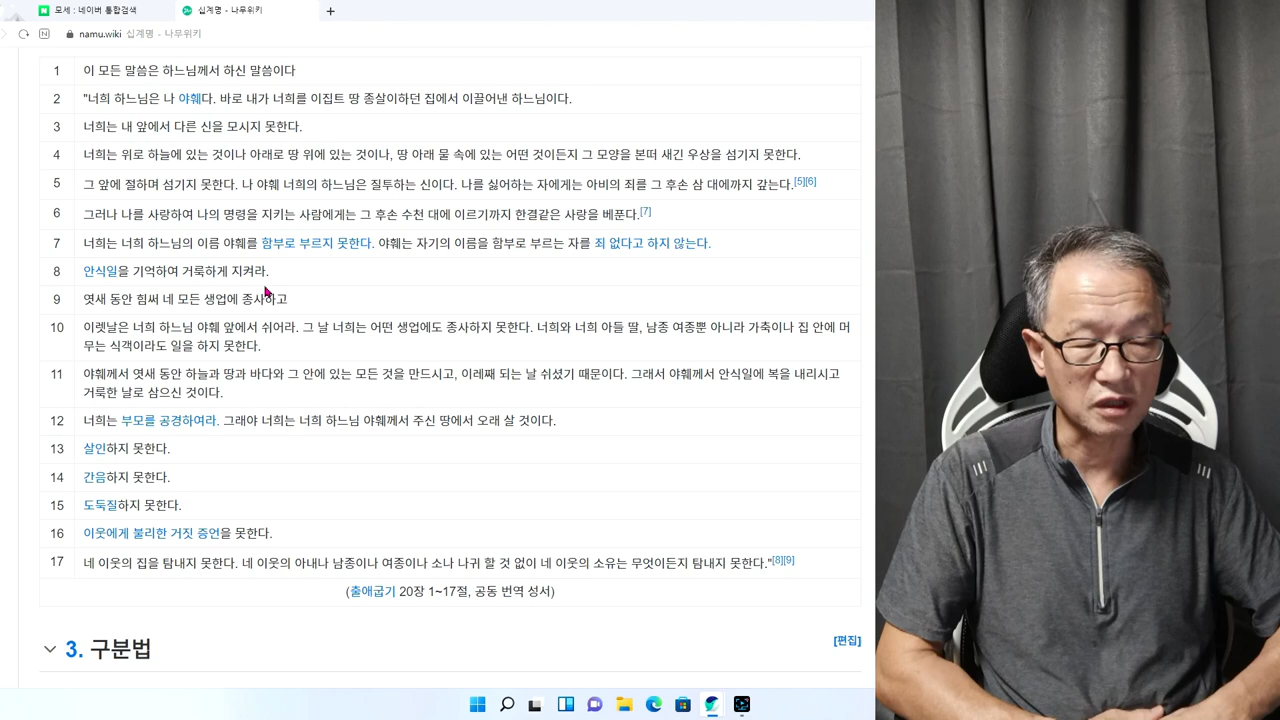 모세 : 네이버 통합검색
십계명 - 나무위키
namu.wiki 십계명 - 나무위키
1 이 모든 말씀은 하느님께서 하신 말씀이다
2 "너희 하느님은 나 야훼다. 바로 내가 너희를 이집트 땅 종살이하던 집에서 이끌어낸 하느님이다.
3 너희는 내 앞에서 다른 신을 모시지 못한다.
4 너희는 위로 하늘에 있는 것이나 아래로 땅 위에 있는 것이나, 땅 아래 물 속에 있는 어떤 것이든지 그 모양을 본떠 새긴 우상을 섬기지 못한다.
5 그 앞에 절하며 섬기지 못한다. 나 야훼 너희의 하느님은 질투하는 신이다. 나를 싫어하는 자에게는 아비의 죄를 그 후손 삼 대에까지 갚는다.[5][6]
6 그러나 나를 사랑하여 나의 명령을 지키는 사람에게는 그 후손 수천 대에 이르기까지 한결같은 사랑을 베푼다.[7]
7 너희는 너희 하느님의 이름 야훼를 함부로 부르지 못한다. 야훼는 자기의 이름을 함부로 부르는 자를 죄 없다고 하지 않는다.
8 안식일을 기억하여 거룩하게 지켜라.
9 엿새 동안 힘써 네 모든 생업에 종사하고
10 이렛날은 너희 하느님 야훼 앞에서 쉬어라. 그 날 너희는 어떤 생업에도 종사하지 못한다. 너희와 너희 아들 딸, 남종 여종뿐 아니라 가축이나 집 안에 머
무는 식객이라도 일을 하지 못한다.
11 야훼께서 엿새 동안 하늘과 땅과 바다와 그 안에 있는 모든 것을 만드시고, 이레째 되는 날 쉬셨기 때문이다. 그래서 야훼께서 안식일에 복을 내리시고
거룩한 날로 삼으신 것이다.
12 너희는 부모를 공경하여라. 그래야 너희는 너희 하느님 야훼께서 주신 땅에서 오래 살 것이다.
13 살인하지 못한다.
14 간음하지 못한다.
15 도둑질하지 못한다.
16 이웃에게 불리한 거짓 증언을 못한다.
17 네 이웃의 집을 탐내지 못한다. 네 이웃의 아내나 남종이나 여종이나 소나 나귀 할 것 없이 네 이웃의 소유는 무엇이든지 탐내지 못한다."[8][9]
(출애굽기 20장 1~17절, 공동 번역 성서)
3. 구분법
[편집]